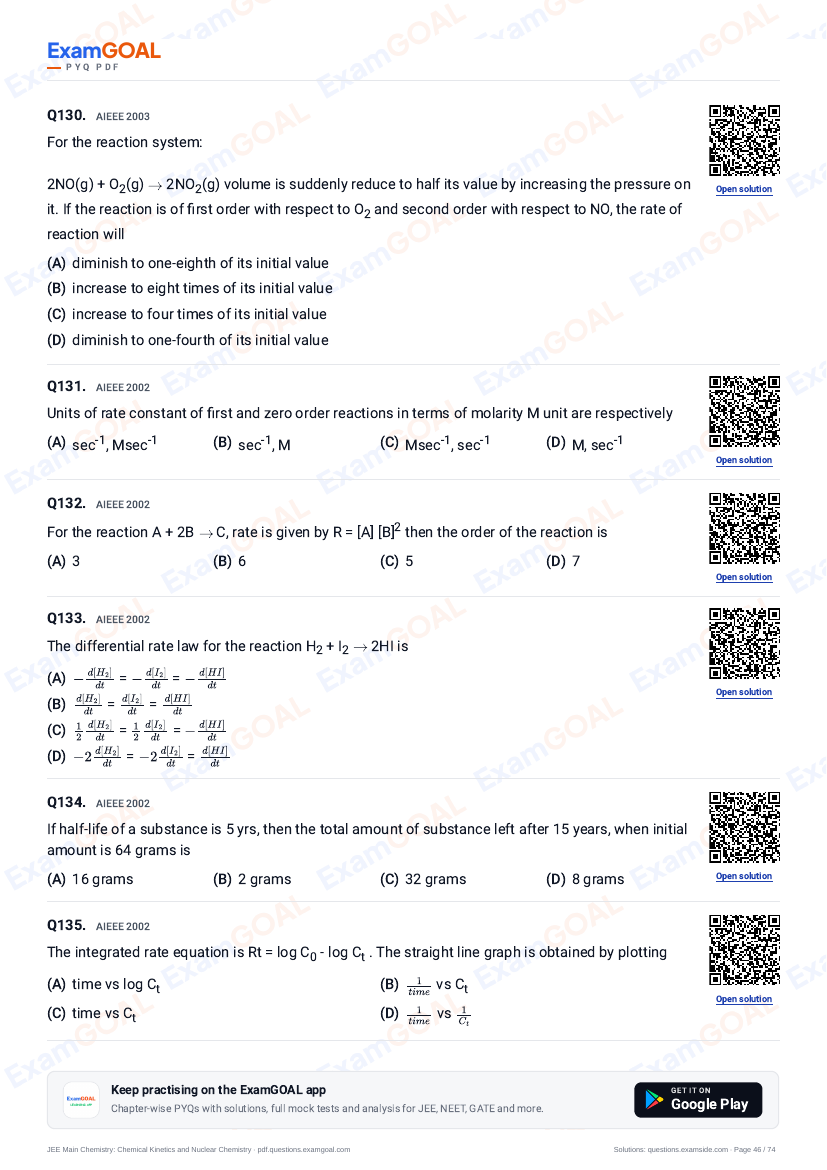 ExamGOAL
PYQ PDF
Q130. AIEEE 2003
For the reaction system:
Open solution
2NO(g) + O₂(g) → 2NO₂(g) volume is suddenly reduce to half its value by increasing the pressure on
it. If the reaction is of first order with respect to O₂ and second order with respect to NO, the rate of
reaction will
(A) diminish to one-eighth of its initial value
(B) increase to eight times of its initial value
(C) increase to four times of its initial value
(D) diminish to one-fourth of its initial value
Q131. AIEEE 2002
Units of rate constant of first and zero order reactions in terms of molarity M unit are respectively
(A) sec⁻¹, Msec⁻¹ (B) sec⁻¹, M (C) Msec⁻¹, sec⁻¹ (D) M, sec⁻¹
Open solution
Q132. AIEEE 2002
For the reaction A + 2B → C, rate is given by R = [A] [B]² then the order of the reaction is
(A) 3 (B) 6 (C) 5 (D) 7
Open solution
Q133. AIEEE 2002
The differential rate law for the reaction H₂ + I₂ → 2HI is
(A) −d[H₂]/dt = −d[I₂]/dt = −d[HI]/dt
Open solution
(B) d[H₂]/dt = d[I₂]/dt = d[HI]/dt
(C) 1/2 d[H₂]/dt = 1/2 d[I₂]/dt = −d[HI]/dt
(D) −2 d[H₂]/dt = −2 d[I₂]/dt = d[HI]/dt
Q134. AIEEE 2002
If half-life of a substance is 5 yrs, then the total amount of substance left after 15 years, when initial
amount is 64 grams is
(A) 16 grams (B) 2 grams (C) 32 grams (D) 8 grams
Open solution
Q135. AIEEE 2002
The integrated rate equation is Rt = log C₀ - log Cₜ . The straight line graph is obtained by plotting
(A) time vs log Cₜ (B) 1/time vs Cₜ
Open solution
(C) time vs Cₜ (D) 1/time vs 1/Cₜ
Keep practising on the ExamGOAL app
Chapter-wise PYQs with solutions, full mock tests and analysis for JEE, NEET, GATE and more.
GET IT ON
Google Play
JEE Main Chemistry: Chemical Kinetics and Nuclear Chemistry · pdf.questions.examgoal.com
Solutions: questions.examside.com · Page 46 / 74